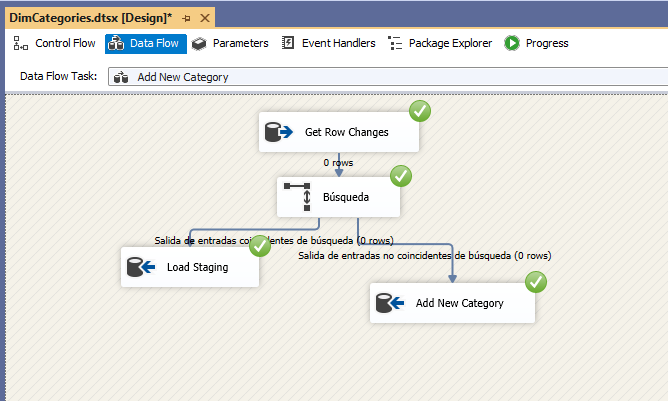 DimCategories.dtsx [Design]*
Control Flow Data Flow Parameters Event Handlers Package Explorer Progress
Data Flow Task: Add New Category
Get Row Changes
0 rows
Búsqueda
Salida de entradas coincidentes de búsqueda (0 rows)
Salida de entradas no coincidentes de búsqueda (0 rows)
Load Staging
Add New Category